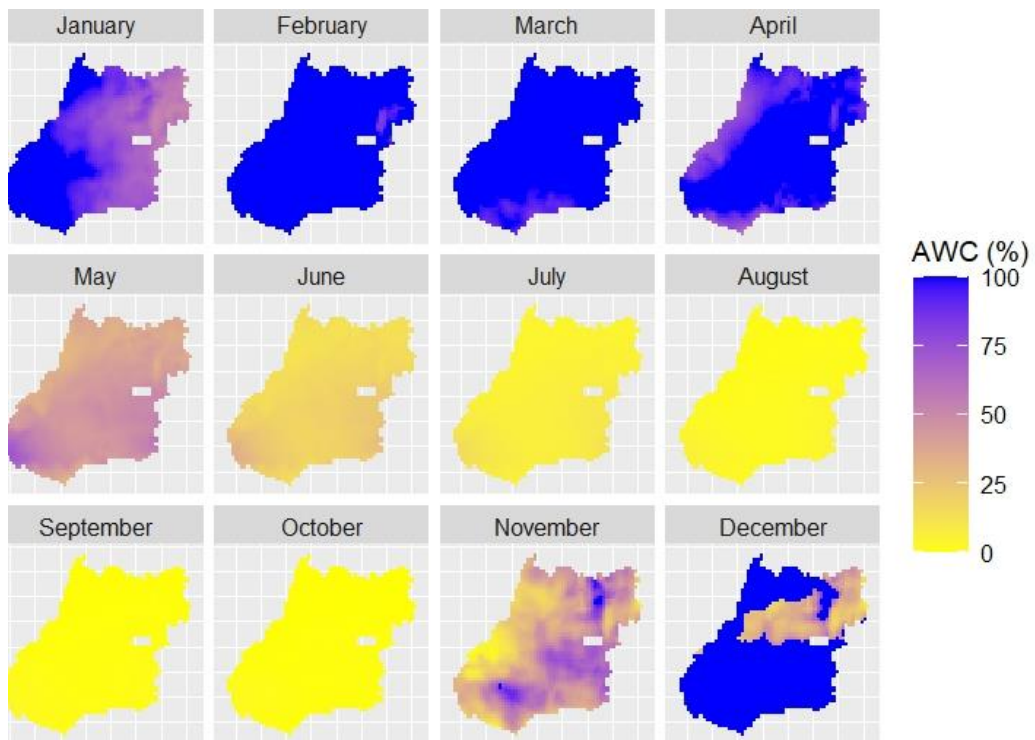 January
February
March
April
May
June
July
August
September
October
November
December
AWC (%)
100
75
50
25
0